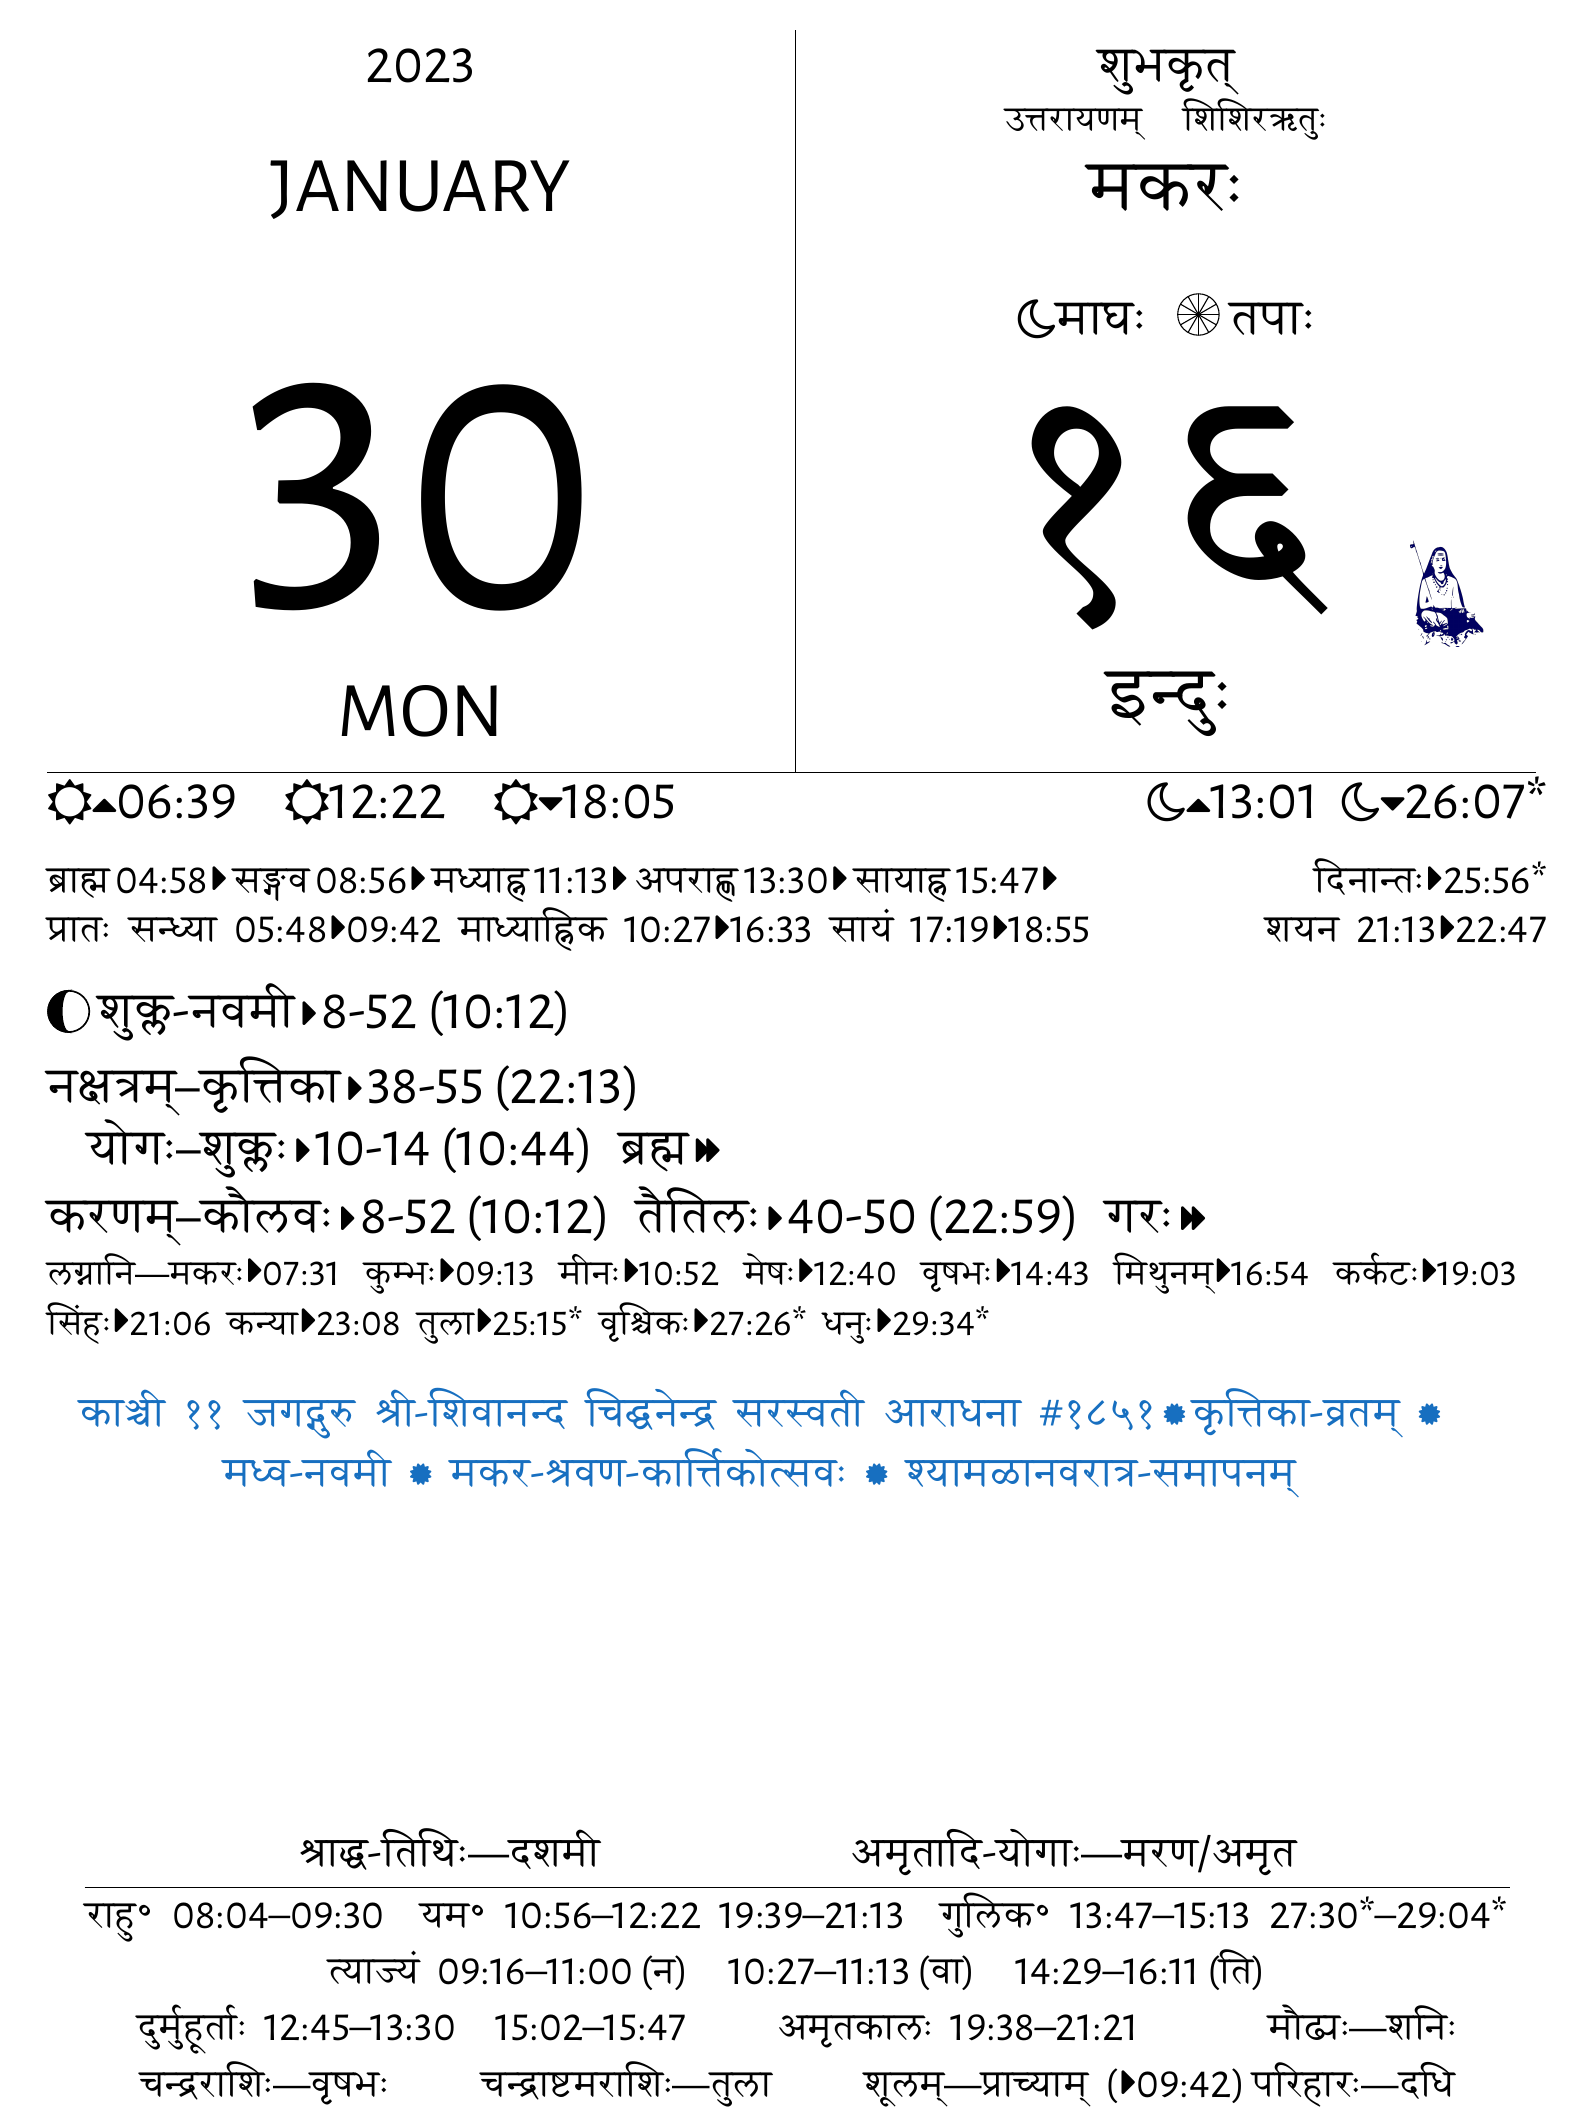 2023
JANUARY
30
MON
शुभकृत्
उत्तरायणम् शिशिरऋतुः
मकरः
माघः तपाः
१६
इन्दुः
06:39 12:22 18:05 13:01 26:07*
ब्राह्म 04:58 सङ्गव 08:56 मध्याह्न 11:13 अपराह्ण 13:30 सायाह्न 15:47 दिनान्तः 25:56*
प्रातः सन्ध्या 05:48 09:42 माध्याह्निक 10:27 16:33 सायं 17:19 18:55 शयन 21:13 22:47
शुक्ल-नवमी 8-52 (10:12)
नक्षत्रम्–कृत्तिका 38-55 (22:13)
योगः–शुक्लः 10-14 (10:44) ब्रह्म
करणम्–कौलवः 8-52 (10:12) तैतिलः 40-50 (22:59) गरः
लग्नानि—मकरः 07:31 कुम्भः 09:13 मीनः 10:52 मेषः 12:40 वृषभः 14:43 मिथुनम् 16:54 कर्कटः 19:03
सिंहः 21:06 कन्या 23:08 तुला 25:15* वृश्चिकः 27:26* धनुः 29:34*
काञ्ची ११ जगद्गुरु श्री-शिवानन्द चिद्घनेन्द्र सरस्वती आराधना #१८५१ कृत्तिका-व्रतम्
मध्व-नवमी मकर-श्रवण-कार्त्तिकोत्सवः श्यामळानवरात्र-समापनम्
श्राद्ध-तिथिः—दशमी अमृतादि-योगाः—मरण/अमृत
राहु॰ 08:04–09:30 यम॰ 10:56–12:22 19:39–21:13 गुलिक॰ 13:47–15:13 27:30*–29:04*
त्याज्यं 09:16–11:00 (न) 10:27–11:13 (वा) 14:29–16:11 (ति)
दुर्मुहूर्ताः 12:45–13:30 15:02–15:47 अमृतकालः 19:38–21:21 मौढ्यः—शनिः
चन्द्रराशिः—वृषभः चन्द्राष्टमराशिः—तुला शूलम्—प्राच्याम् (09:42) परिहारः—दधि